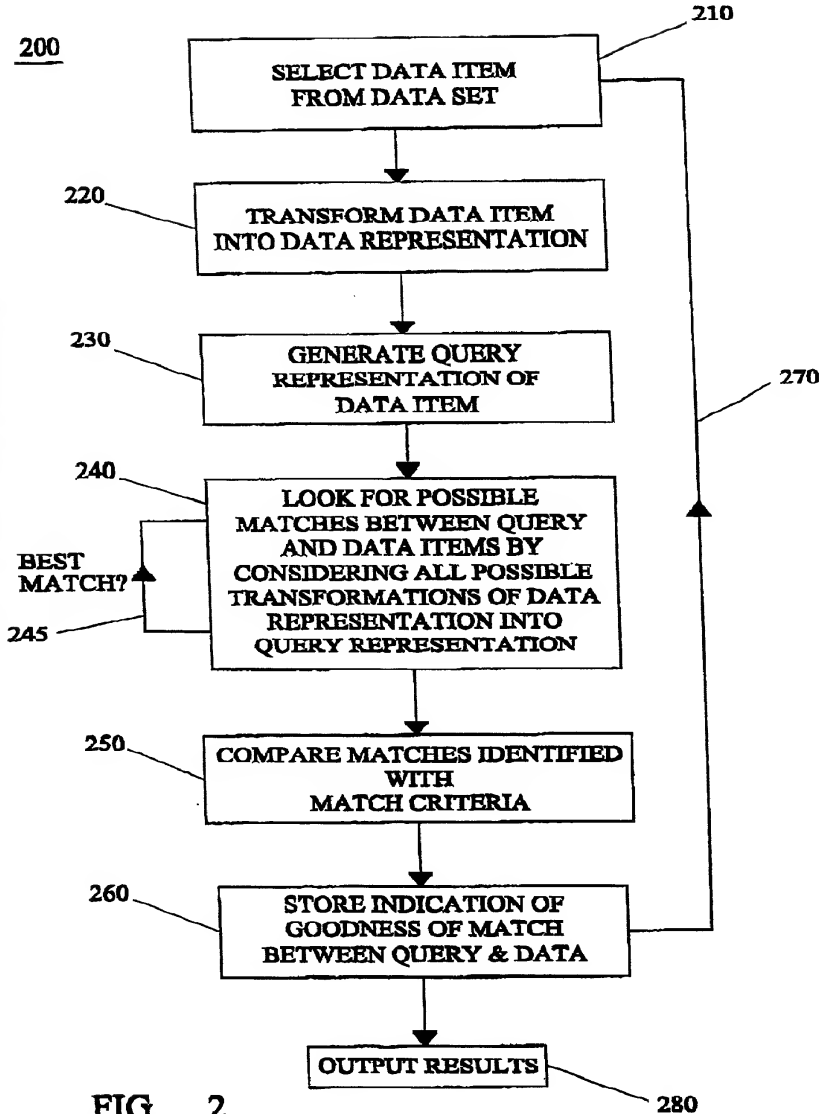 200
210
SELECT DATA ITEM
FROM DATA SET
220
TRANSFORM DATA ITEM
INTO DATA REPRESENTATION
230
GENERATE QUERY
REPRESENTATION OF
DATA ITEM
270
240
LOOK FOR POSSIBLE
MATCHES BETWEEN QUERY
AND DATA ITEMS BY
CONSIDERING ALL POSSIBLE
TRANSFORMATIONS OF DATA
REPRESENTATION INTO
QUERY REPRESENTATION
BEST
MATCH?
245
250
COMPARE MATCHES IDENTIFIED
WITH
MATCH CRITERIA
260
STORE INDICATION OF
GOODNESS OF MATCH
BETWEEN QUERY & DATA
OUTPUT RESULTS
280
FIG. 2